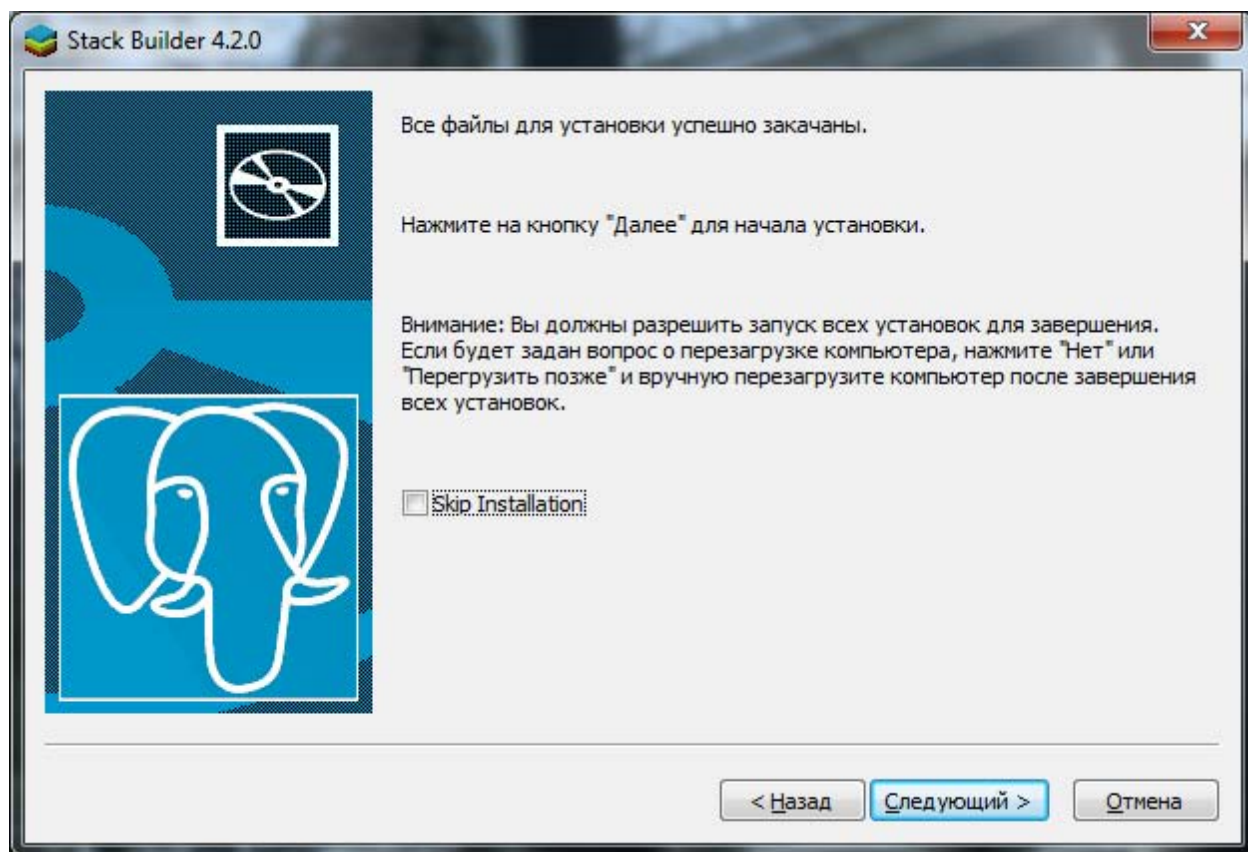 Stack Builder 4.2.0
Все файлы для установки успешно закачаны.
Нажмите на кнопку "Далее" для начала установки.
Внимание: Вы должны разрешить запуск всех установок для завершения.
Если будет задан вопрос о перезагрузке компьютера, нажмите "Нет" или
"Перегрузить позже" и вручную перезагрузите компьютер после завершения
всех установок.
Skip Installation
< Назад
Следующий >
Отмена